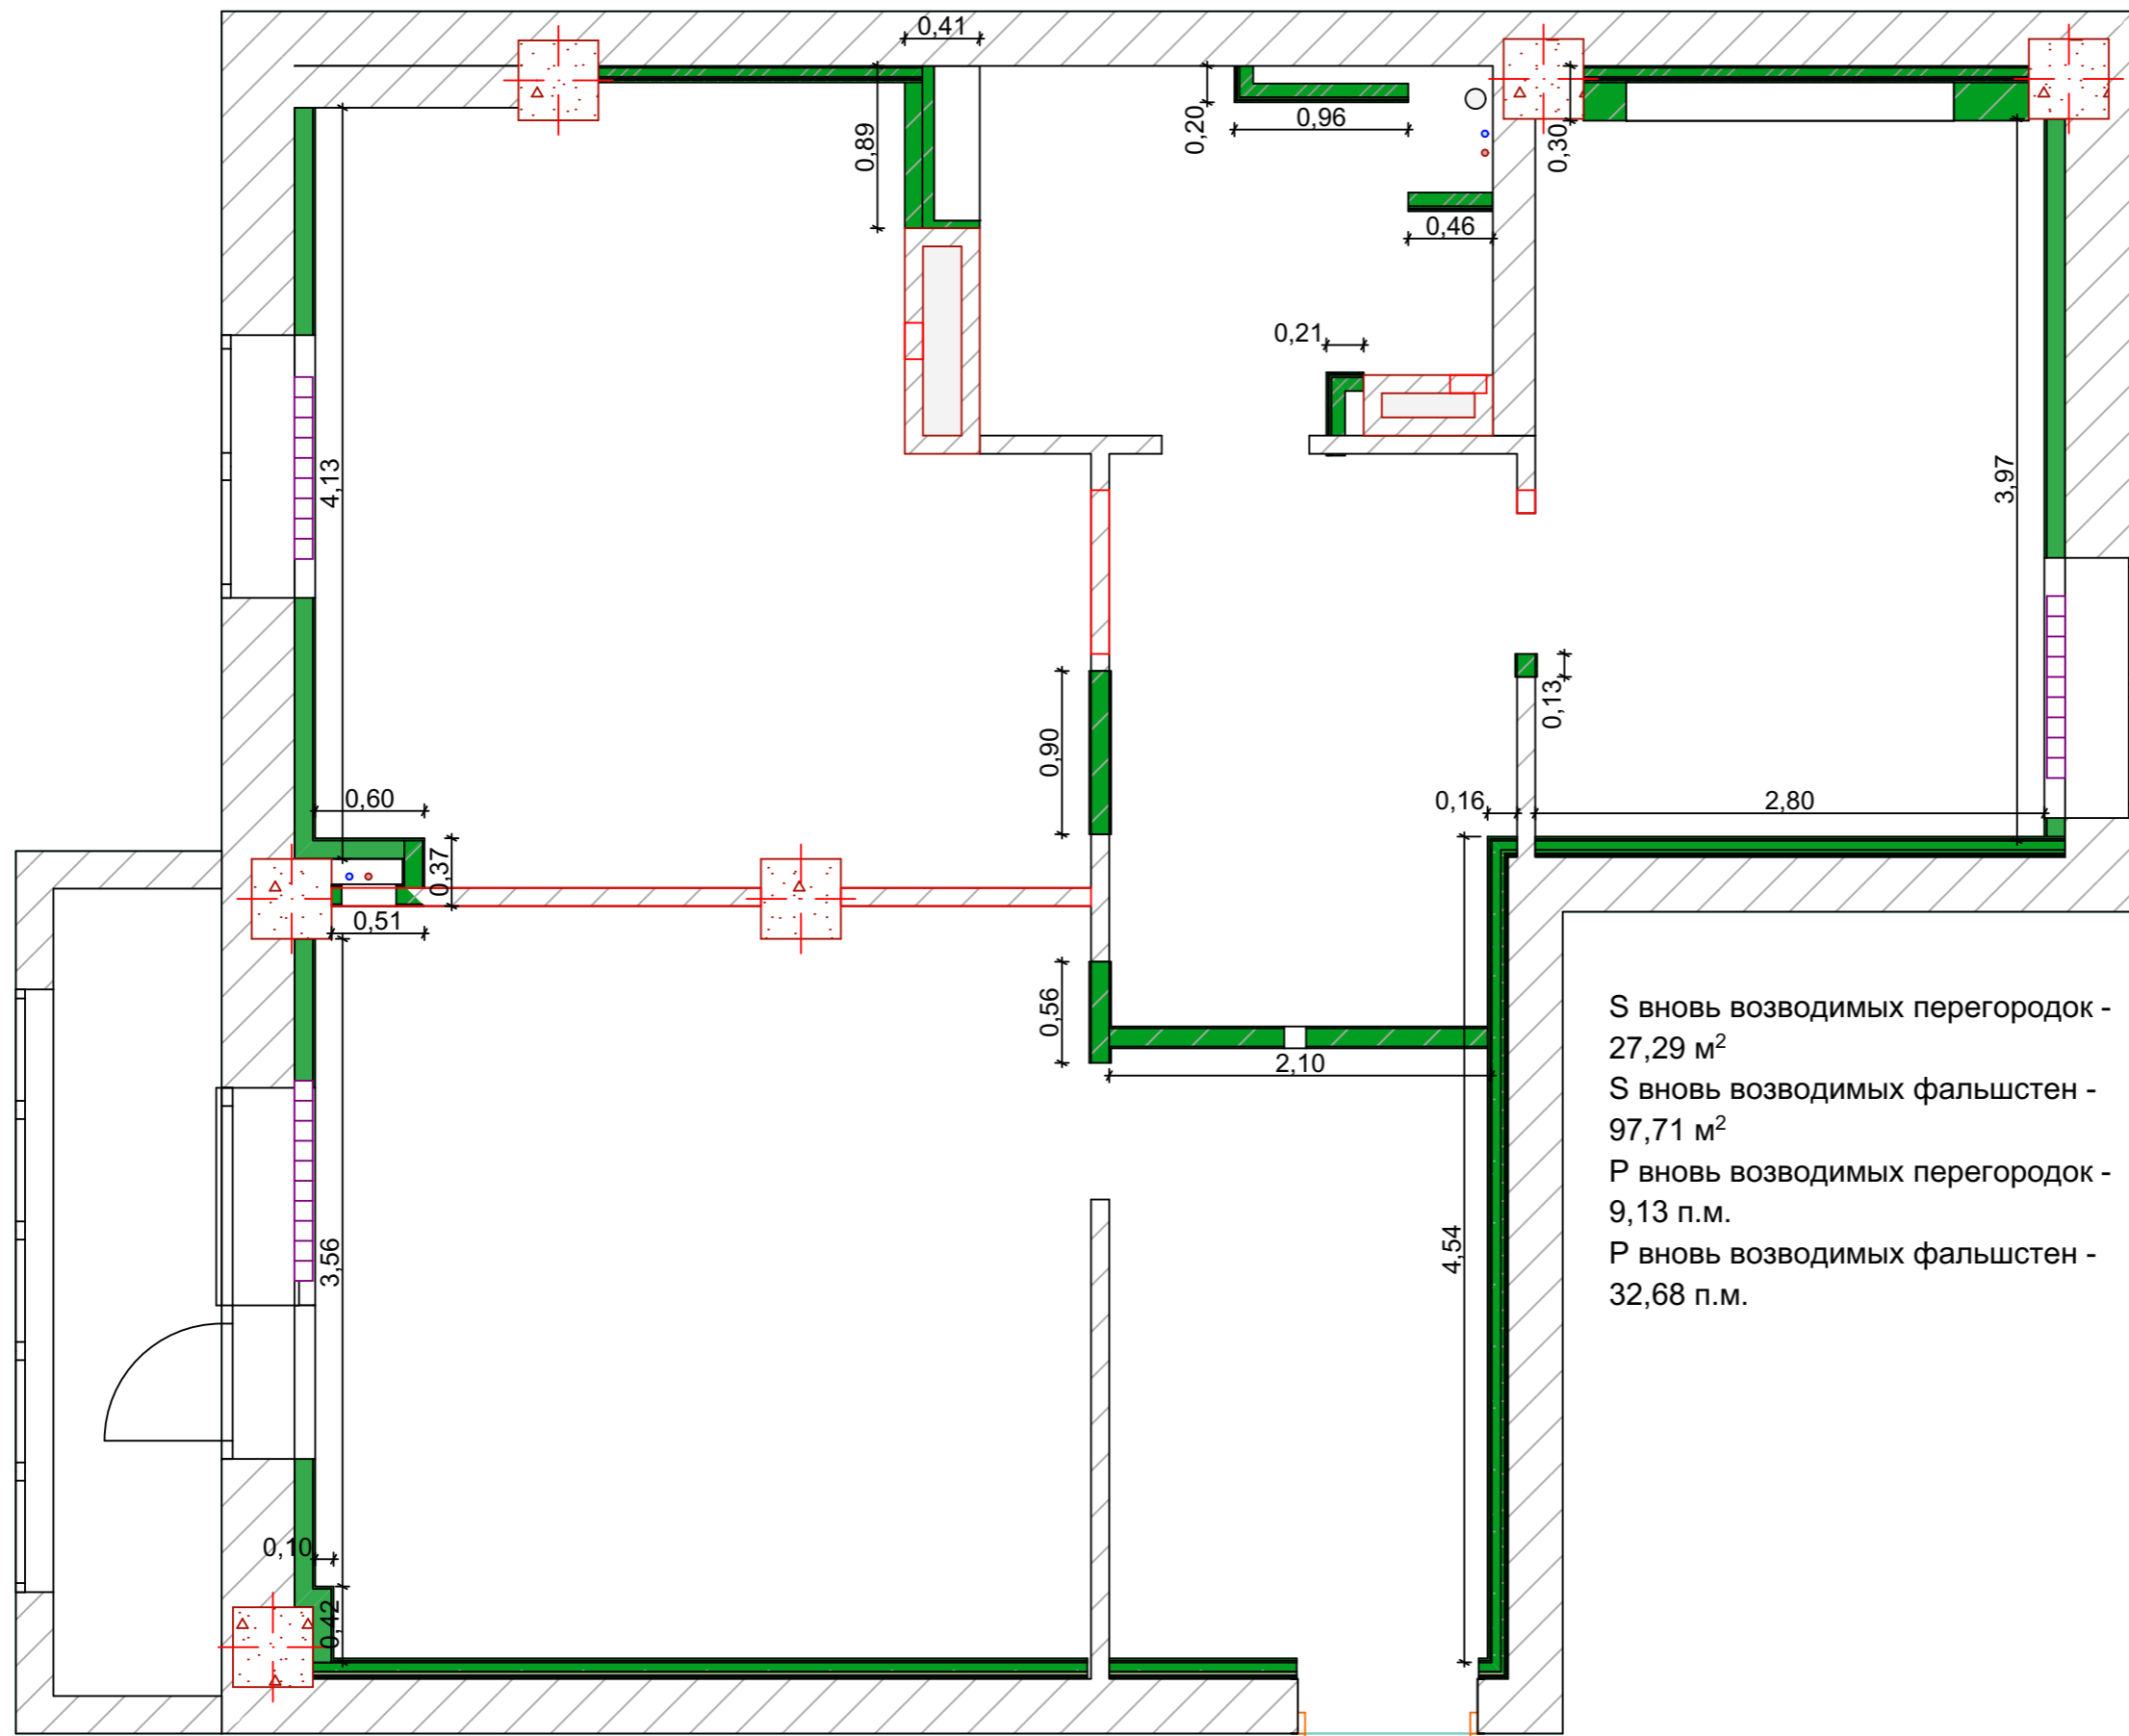 0,41
0,89
0,20
0,96
0,30
0,46
0,21
4,13
3,97
0,13
0,90
0,60
0,16
2,80
0,37
0,51
0,56
2,10
S вновь возводимых перегородок -
27,29 м²
S вновь возводимых фальшстен -
97,71 м²
P вновь возводимых перегородок -
9,13 п.м.
P вновь возводимых фальшстен -
32,68 п.м.
3,56
4,54
0,10
0,42